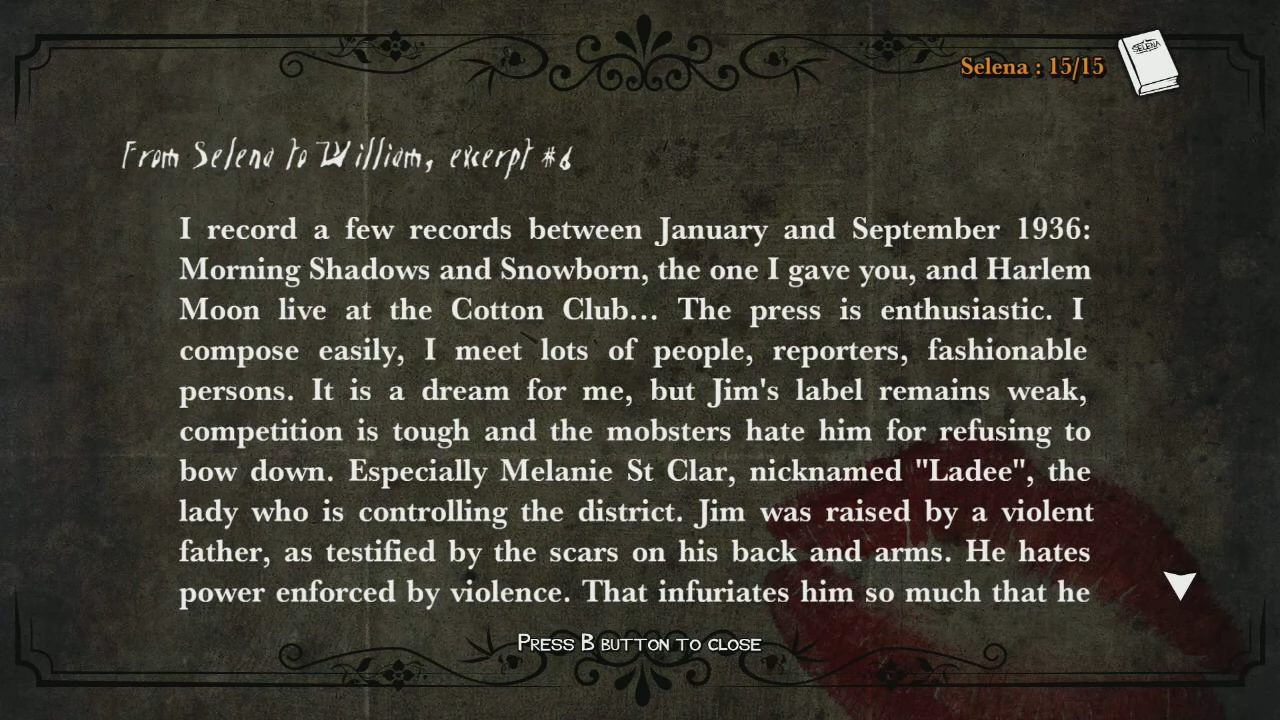 Selena : 15/15
SELENA
From Selena to William, excerpt #6
I record a few records between January and September 1936:
Morning Shadows and Snowborn, the one I gave you, and Harlem
Moon live at the Cotton Club... The press is enthusiastic. I
compose easily, I meet lots of people, reporters, fashionable
persons. It is a dream for me, but Jim's label remains weak,
competition is tough and the mobsters hate him for refusing to
bow down. Especially Melanie St Clar, nicknamed "Ladee", the
lady who is controlling the district. Jim was raised by a violent
father, as testified by the scars on his back and arms. He hates
power enforced by violence. That infuriates him so much that he
PRESS B BUTTON TO CLOSE